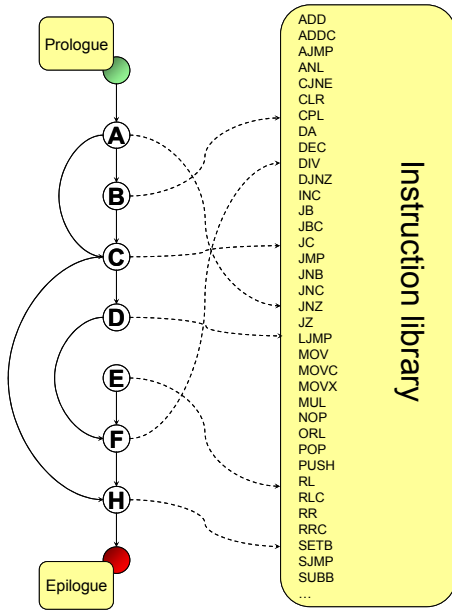 Prologue
A
B
C
D
E
F
H
Epilogue
ADD
ADDC
AJMP
ANL
CJNE
CLR
CPL
DA
DEC
DIV
DJNZ
INC
JB
JBC
JC
JMP
JNB
JNC
JNZ
JZ
LJMP
MOV
MOVC
MOVX
MUL
NOP
ORL
POP
PUSH
RL
RLC
RR
RRC
SETB
SJMP
SUBB
...
Instruction library